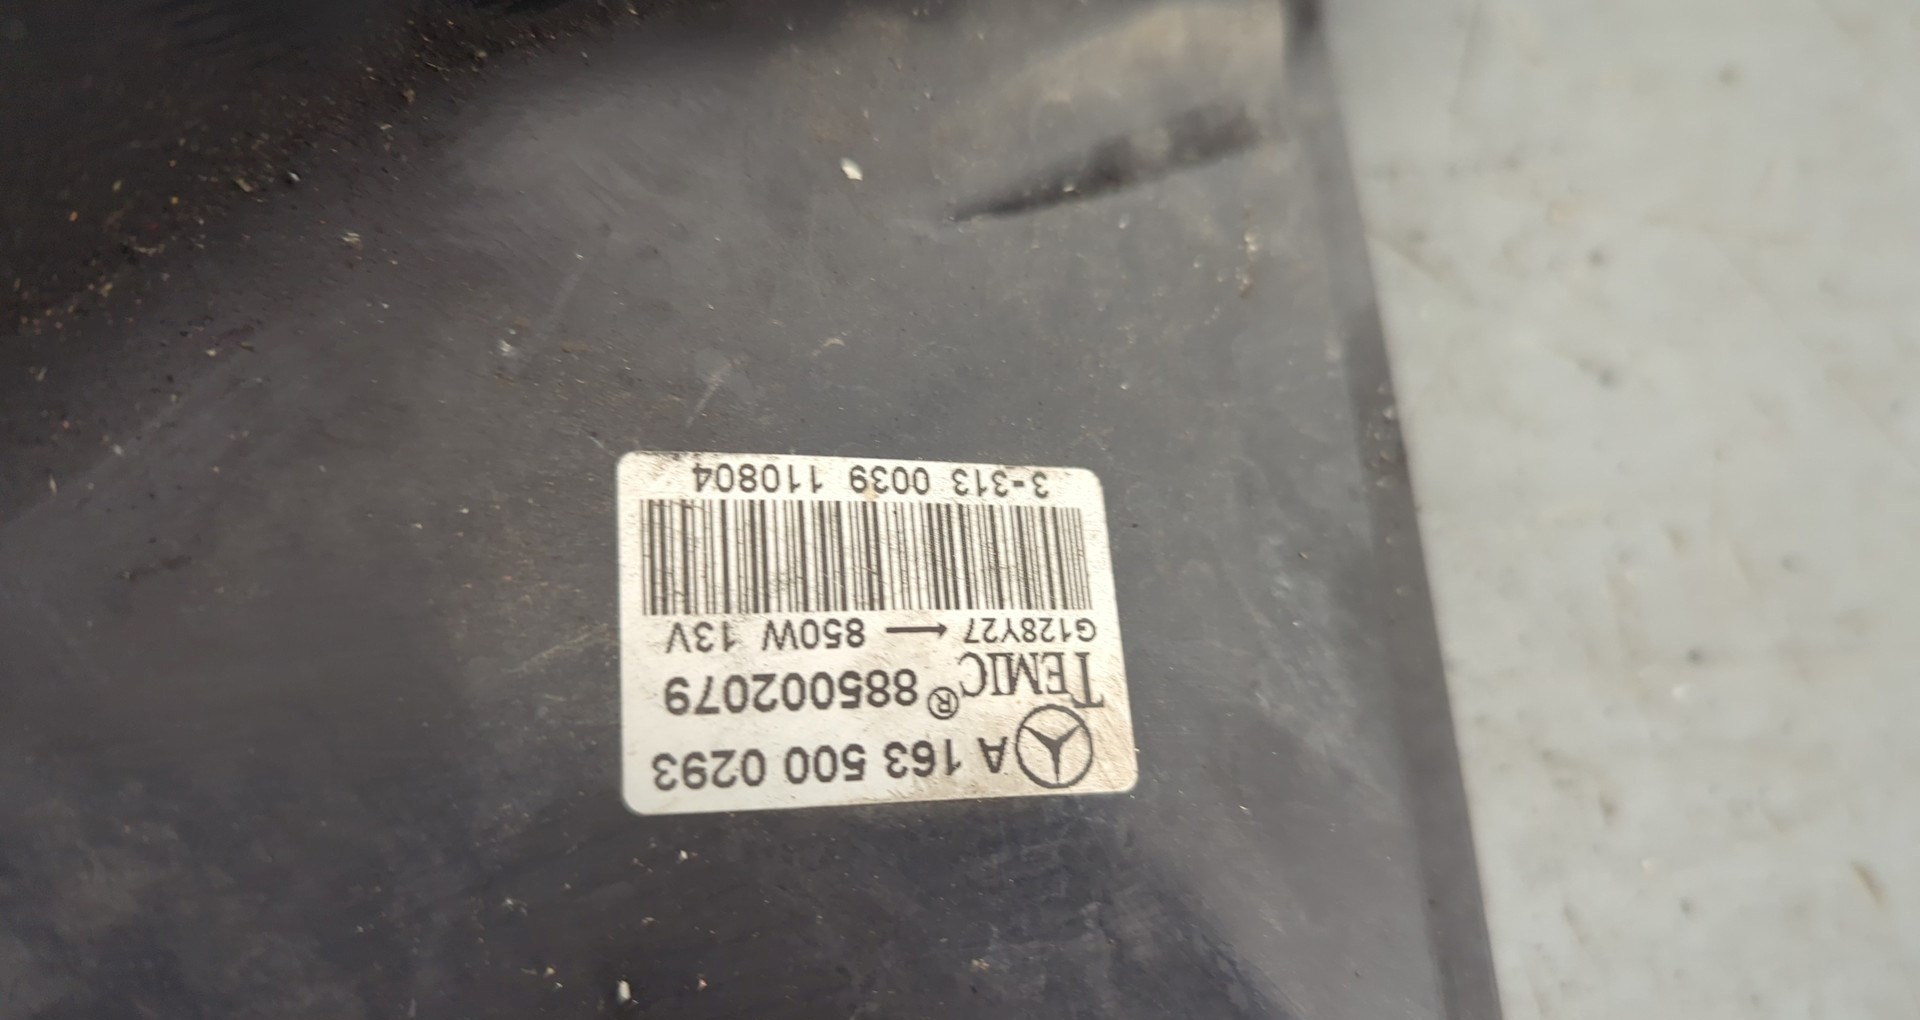 A 163 500 0293
TEMIC® 885002079
G128Y27 → 850W 13V
3-313 0039 110804